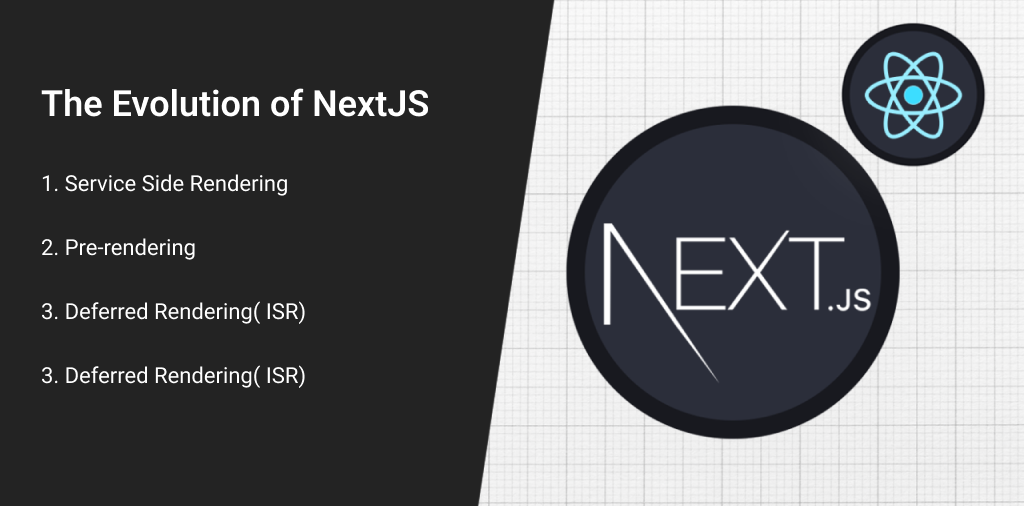 The Evolution of NextJS
1. Service Side Rendering
2. Pre-rendering
3. Deferred Rendering( ISR)
3. Deferred Rendering( ISR)
NEXT.JS